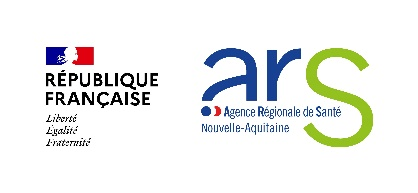 RÉPUBLIQUE
FRANÇAISE
Liberté
Égalité
Fraternité
ars
Agence Régionale de Santé
Nouvelle-Aquitaine